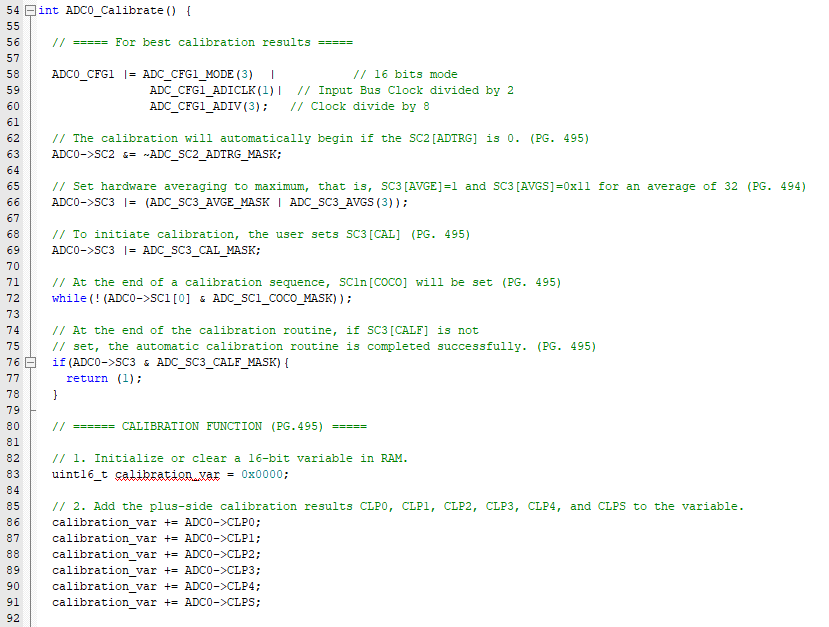 54 int ADC0_Calibrate() {
55
56 // ===== For best calibration results =====
57
58 ADC0_CFG1 |= ADC_CFG1_MODE(3) | // 16 bits mode
59 ADC_CFG1_ADICLK(1)| // Input Bus Clock divided by 2
60 ADC_CFG1_ADIV(3); // Clock divide by 8
61
62 // The calibration will automatically begin if the SC2[ADTRG] is 0. (PG. 495)
63 ADC0->SC2 &= ~ADC_SC2_ADTRG_MASK;
64
65 // Set hardware averaging to maximum, that is, SC3[AVGE]=1 and SC3[AVGS]=0x11 for an average of 32 (PG. 494)
66 ADC0->SC3 |= (ADC_SC3_AVGE_MASK | ADC_SC3_AVGS(3));
67
68 // To initiate calibration, the user sets SC3[CAL] (PG. 495)
69 ADC0->SC3 |= ADC_SC3_CAL_MASK;
70
71 // At the end of a calibration sequence, SC1n[COCO] will be set (PG. 495)
72 while(!(ADC0->SC1[0] & ADC_SC1_COCO_MASK));
73
74 // At the end of the calibration routine, if SC3[CALF] is not
75 // set, the automatic calibration routine is completed successfully. (PG. 495)
76 if(ADC0->SC3 & ADC_SC3_CALF_MASK){
77 return (1);
78 }
79
80 // ====== CALIBRATION FUNCTION (PG.495) =====
81
82 // 1. Initialize or clear a 16-bit variable in RAM.
83 uint16_t calibration_var = 0x0000;
84
85 // 2. Add the plus-side calibration results CLP0, CLP1, CLP2, CLP3, CLP4, and CLPS to the variable.
86 calibration_var += ADC0->CLP0;
87 calibration_var += ADC0->CLP1;
88 calibration_var += ADC0->CLP2;
89 calibration_var += ADC0->CLP3;
90 calibration_var += ADC0->CLP4;
91 calibration_var += ADC0->CLPS;
92